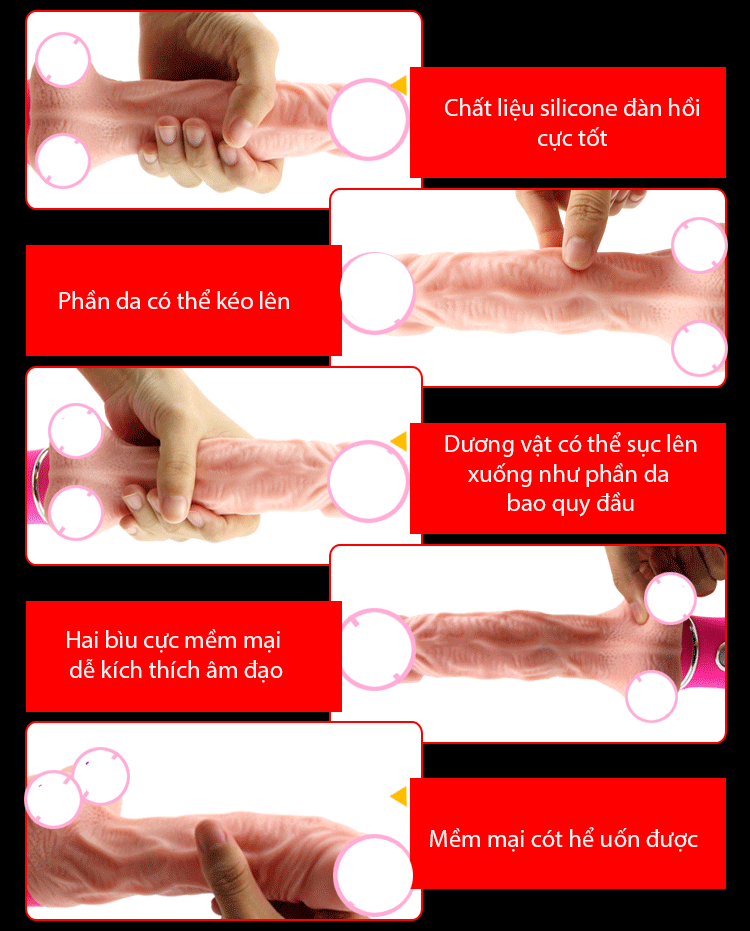 Chất liệu silicone đàn hồi
cực tốt
Phần da có thể kéo lên
Dương vật có thể sục lên
xuống như phần da
bao quy đầu
Hai bìu cực mềm mại
dễ kích thích âm đạo
Mềm mại cót hể uốn được